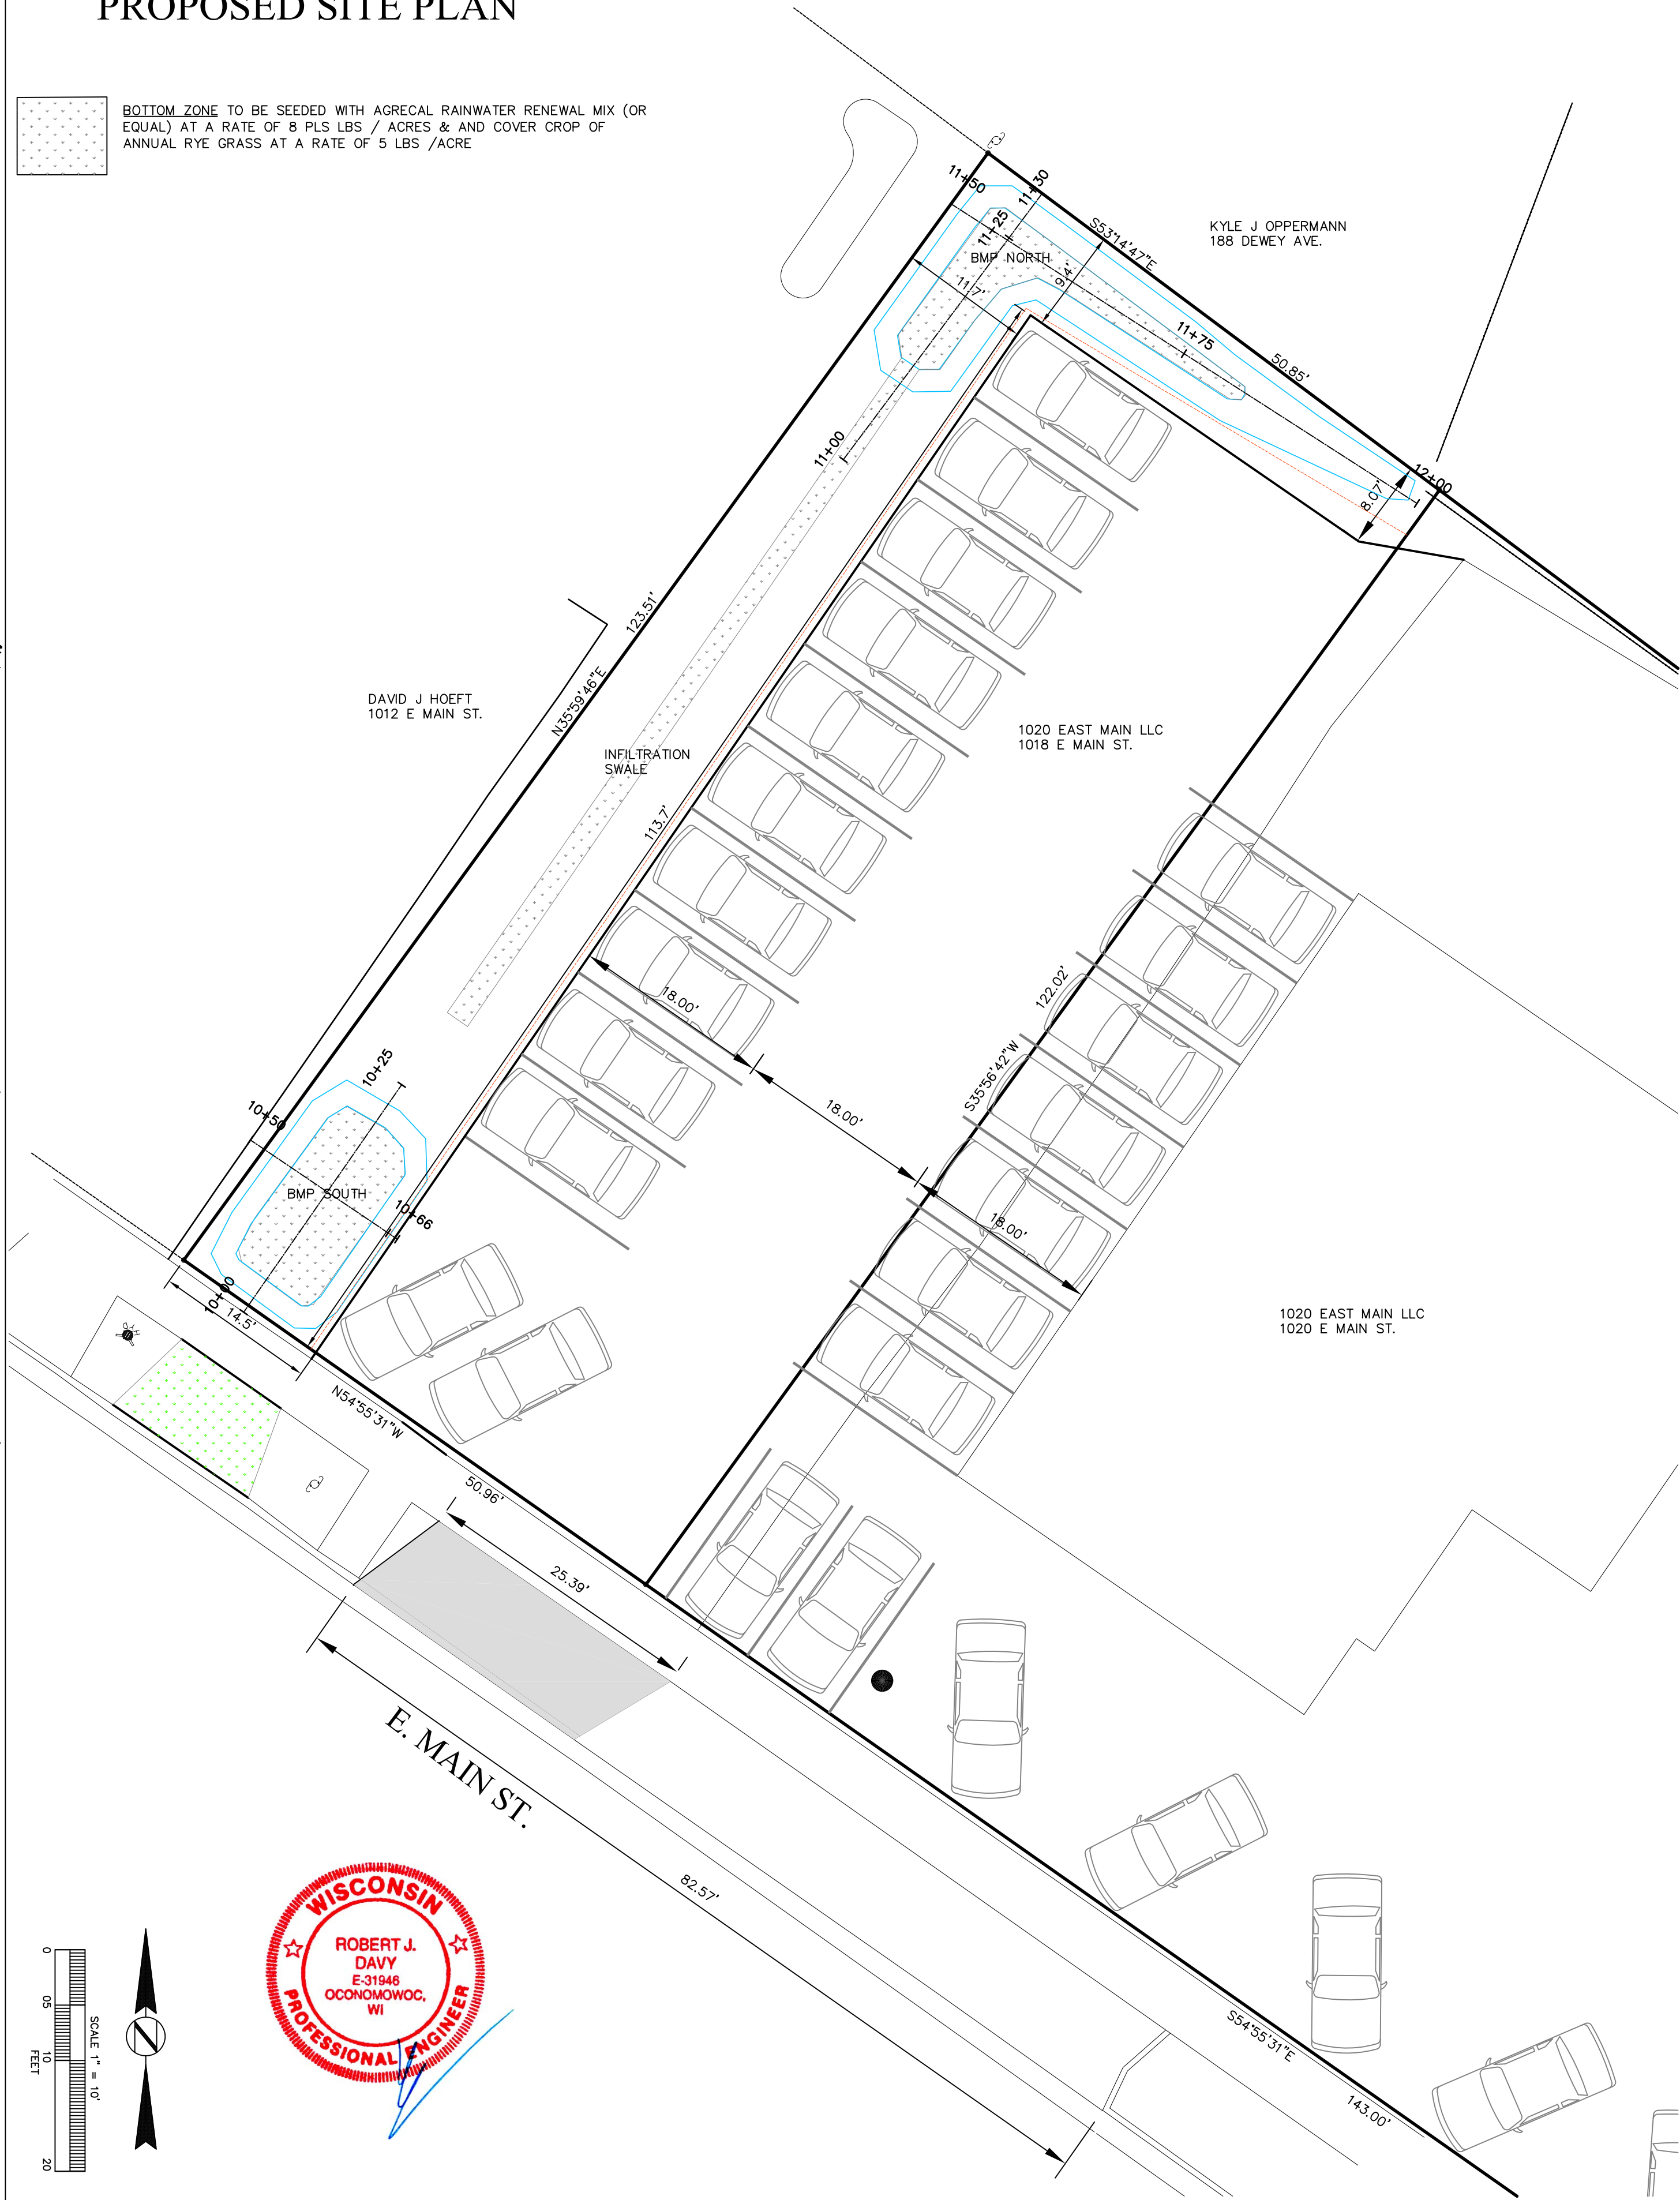 PROPOSED SITE PLAN
BOTTOM ZONE TO BE SEEDED WITH AGRECAL RAINWATER RENEWAL MIX (OR
EQUAL) AT A RATE OF 8 PLS LBS / ACRES & AND COVER CROP OF
ANNUAL RYE GRASS AT A RATE OF 5 LBS /ACRE
11+50
11+30
11+25
BMP NORTH
S53°14'47"E
KYLE J OPPERMANN
188 DEWEY AVE.
9.4'
11.7'
11+75
50.85'
11+00
12+00
8.07'
123.51'
N35°59'46"E
DAVID J HOEFT
1012 E MAIN ST.
1020 EAST MAIN LLC
1018 E MAIN ST.
INFILTRATION
SWALE
113.7'
18.00'
122.02'
S35°56'42"W
18.00'
18.00'
10+25
10+50
BMP SOUTH
10+66
10+00
14.5'
HYD
1020 EAST MAIN LLC
1020 E MAIN ST.
N54°55'31"W
50.96'
25.39'
E. MAIN ST.
82.57'
WISCONSIN
ROBERT J.
DAVY
E-31946
OCONOMOWOC,
WI
PROFESSIONAL ENGINEER
S54°55'31"E
143.00'
N
0
05
10
20
FEET
SCALE 1" = 10'